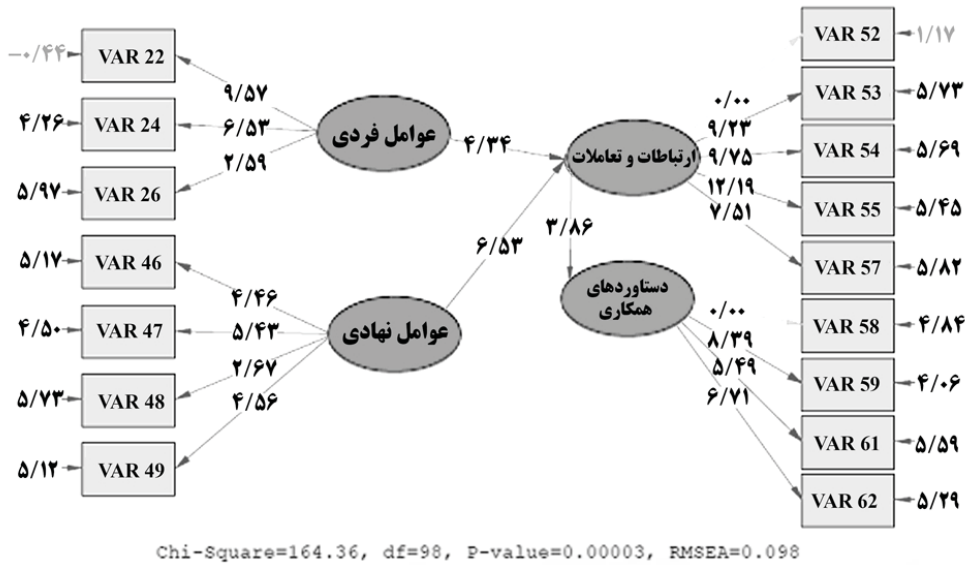 −۰/۴۴
VAR 22
۴/۲۶
VAR 24
۵/۹۷
VAR 26
۵/۱۷
VAR 46
۴/۵۰
VAR 47
۵/۷۳
VAR 48
۵/۱۲
VAR 49
۹/۵۷
۶/۵۳
۲/۵۹
عوامل فردی
۴/۳۴
۴/۴۶
۵/۴۳
۲/۶۷
۴/۵۶
عوامل نهادی
۶/۵۳
ارتباطات و تعاملات
۳/۸۶
دستاوردهای
همکاری
۰/۰۰
۹/۲۳
۹/۷۵
۱۲/۱۹
۷/۵۱
۰/۰۰
۸/۳۹
۵/۴۹
۶/۷۱
VAR 52
۱/۱۷
VAR 53
۵/۷۳
VAR 54
۵/۶۹
VAR 55
۵/۴۵
VAR 57
۵/۸۲
VAR 58
۴/۸۴
VAR 59
۴/۰۶
VAR 61
۵/۵۹
VAR 62
۵/۲۹
Chi-Square=164.36, df=98, P-value=0.00003, RMSEA=0.098